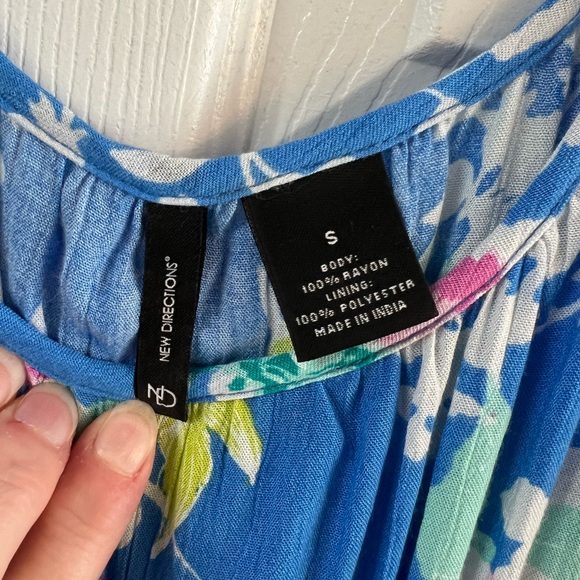 NEW DIRECTIONS®
ND
S
BODY:
100% RAYON
LINING:
100% POLYESTER
MADE IN INDIA